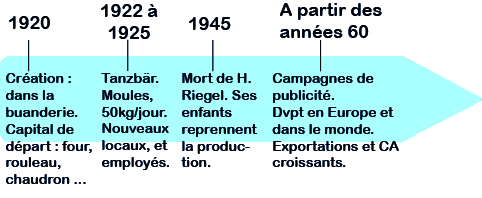 1920
Création :
dans la
buanderie.
Capital de
départ : four,
rouleau,
chaudron ...
1922 à
1925
Tanzbär.
Moules,
50kg/jour.
Nouveaux
locaux, et
employés.
1945
Mort de H.
Riegel. Ses
enfants
reprennent
la produc-
tion.
A partir des
années 60
Campagnes de
publicité.
Dvpt en Europe et
dans le monde.
Exportations et CA
croissants.